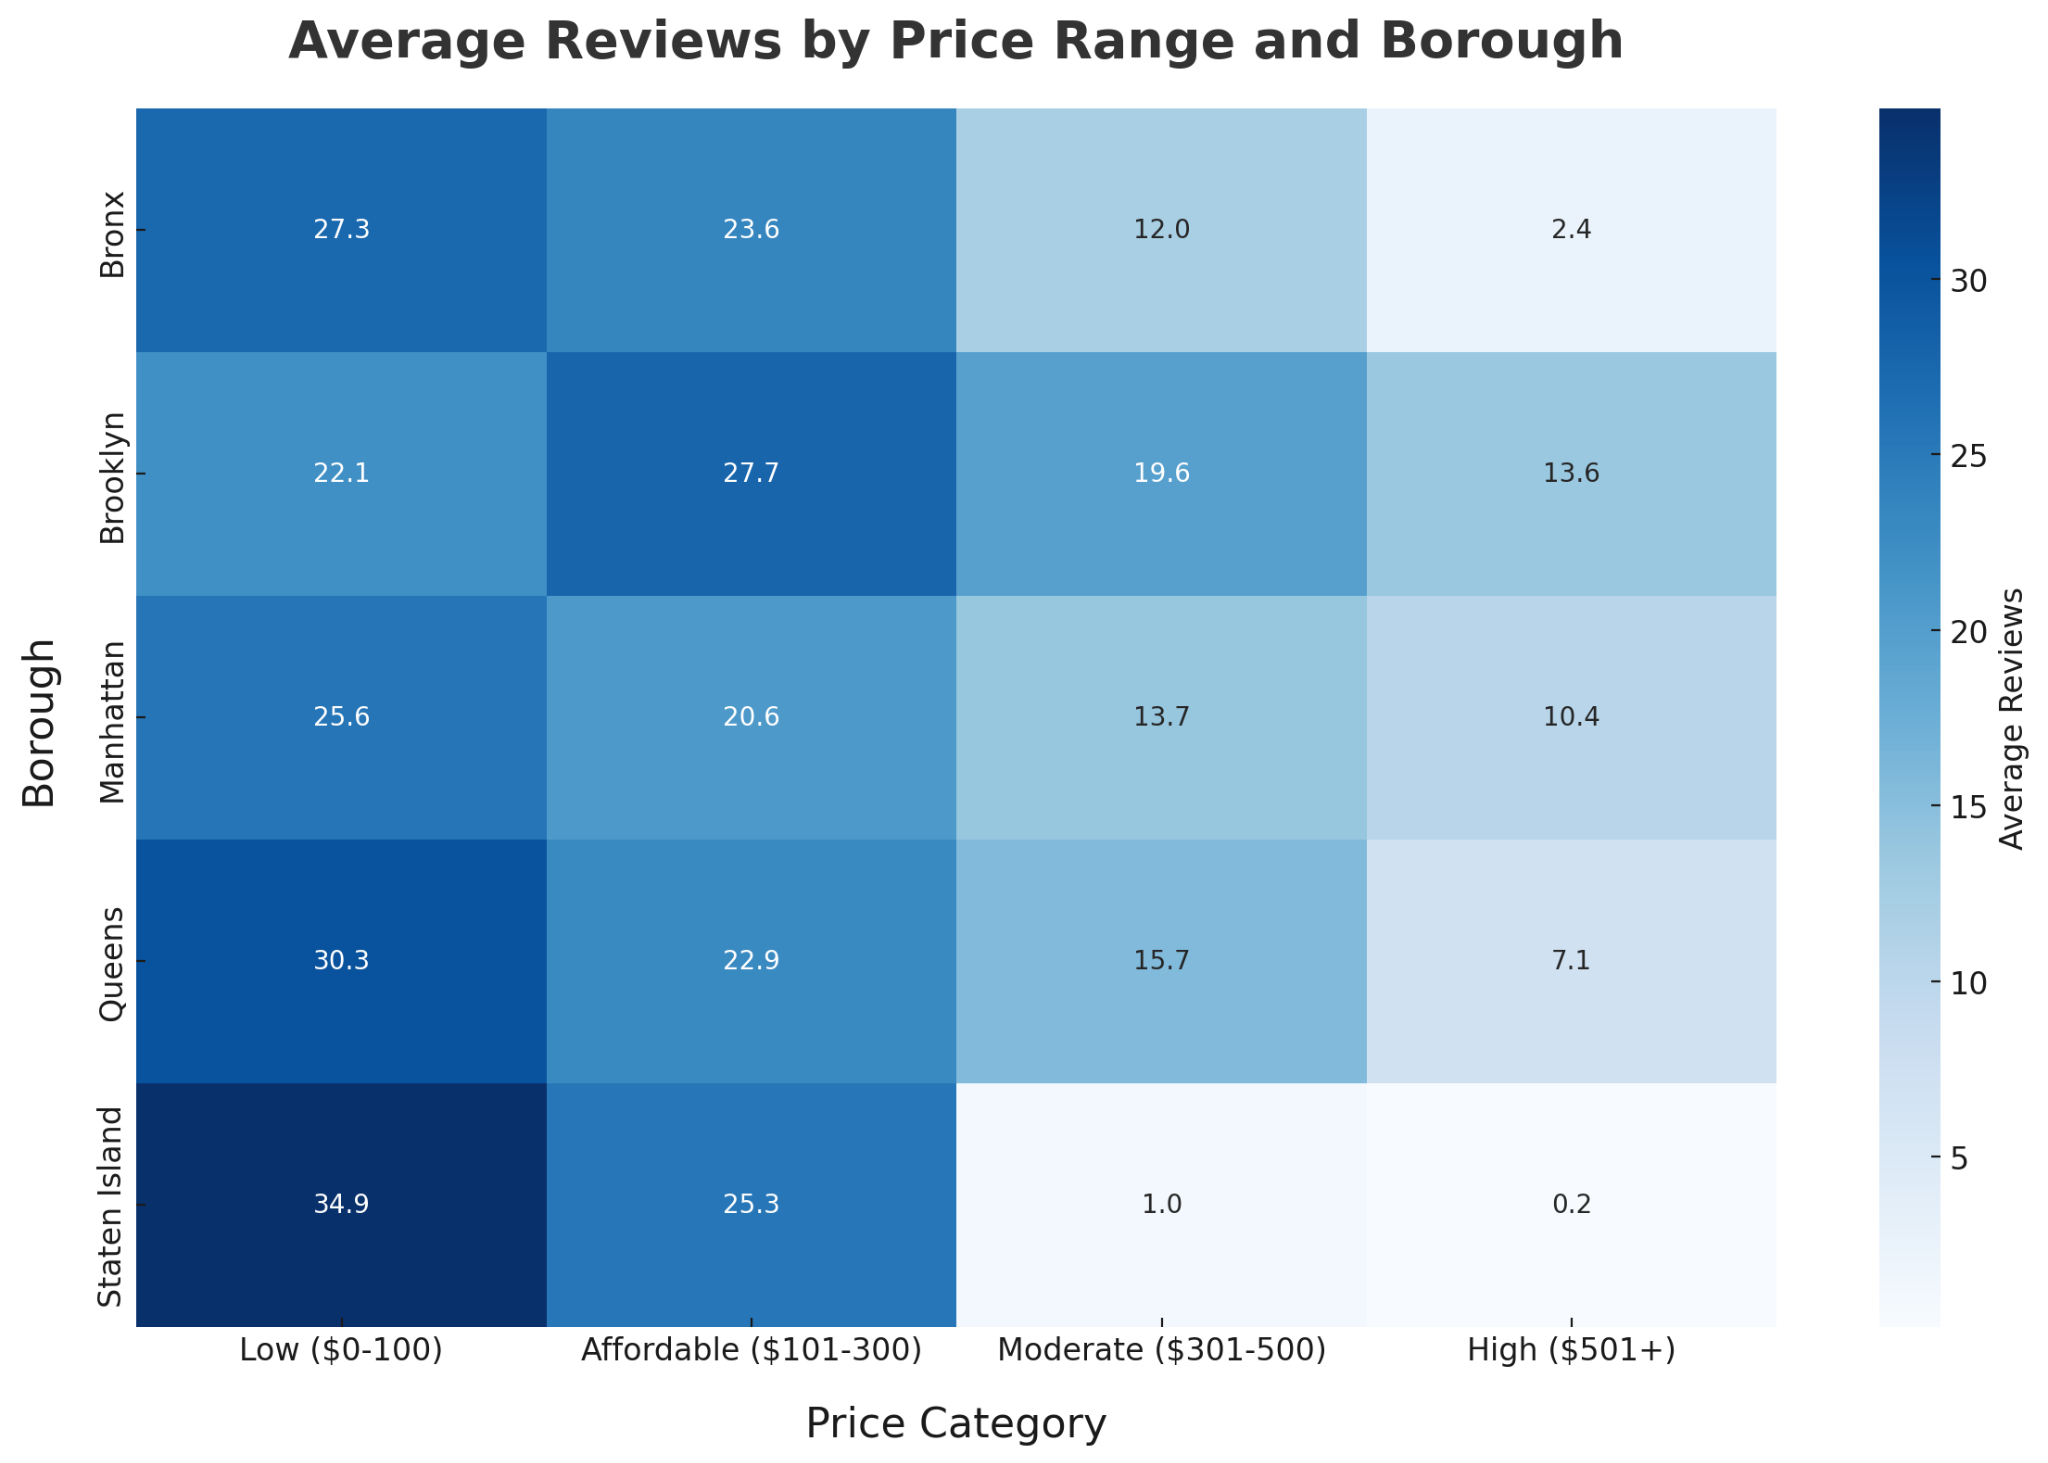 Average Reviews by Price Range and Borough
Borough
Bronx
27.3 23.6 12.0 2.4
Brooklyn
22.1 27.7 19.6 13.6
Manhattan
25.6 20.6 13.7 10.4
Queens
30.3 22.9 15.7 7.1
Staten Island
34.9 25.3 1.0 0.2
Low ($0-100) Affordable ($101-300) Moderate ($301-500) High ($501+)
Price Category
30
25
20
15
10
5
Average Reviews